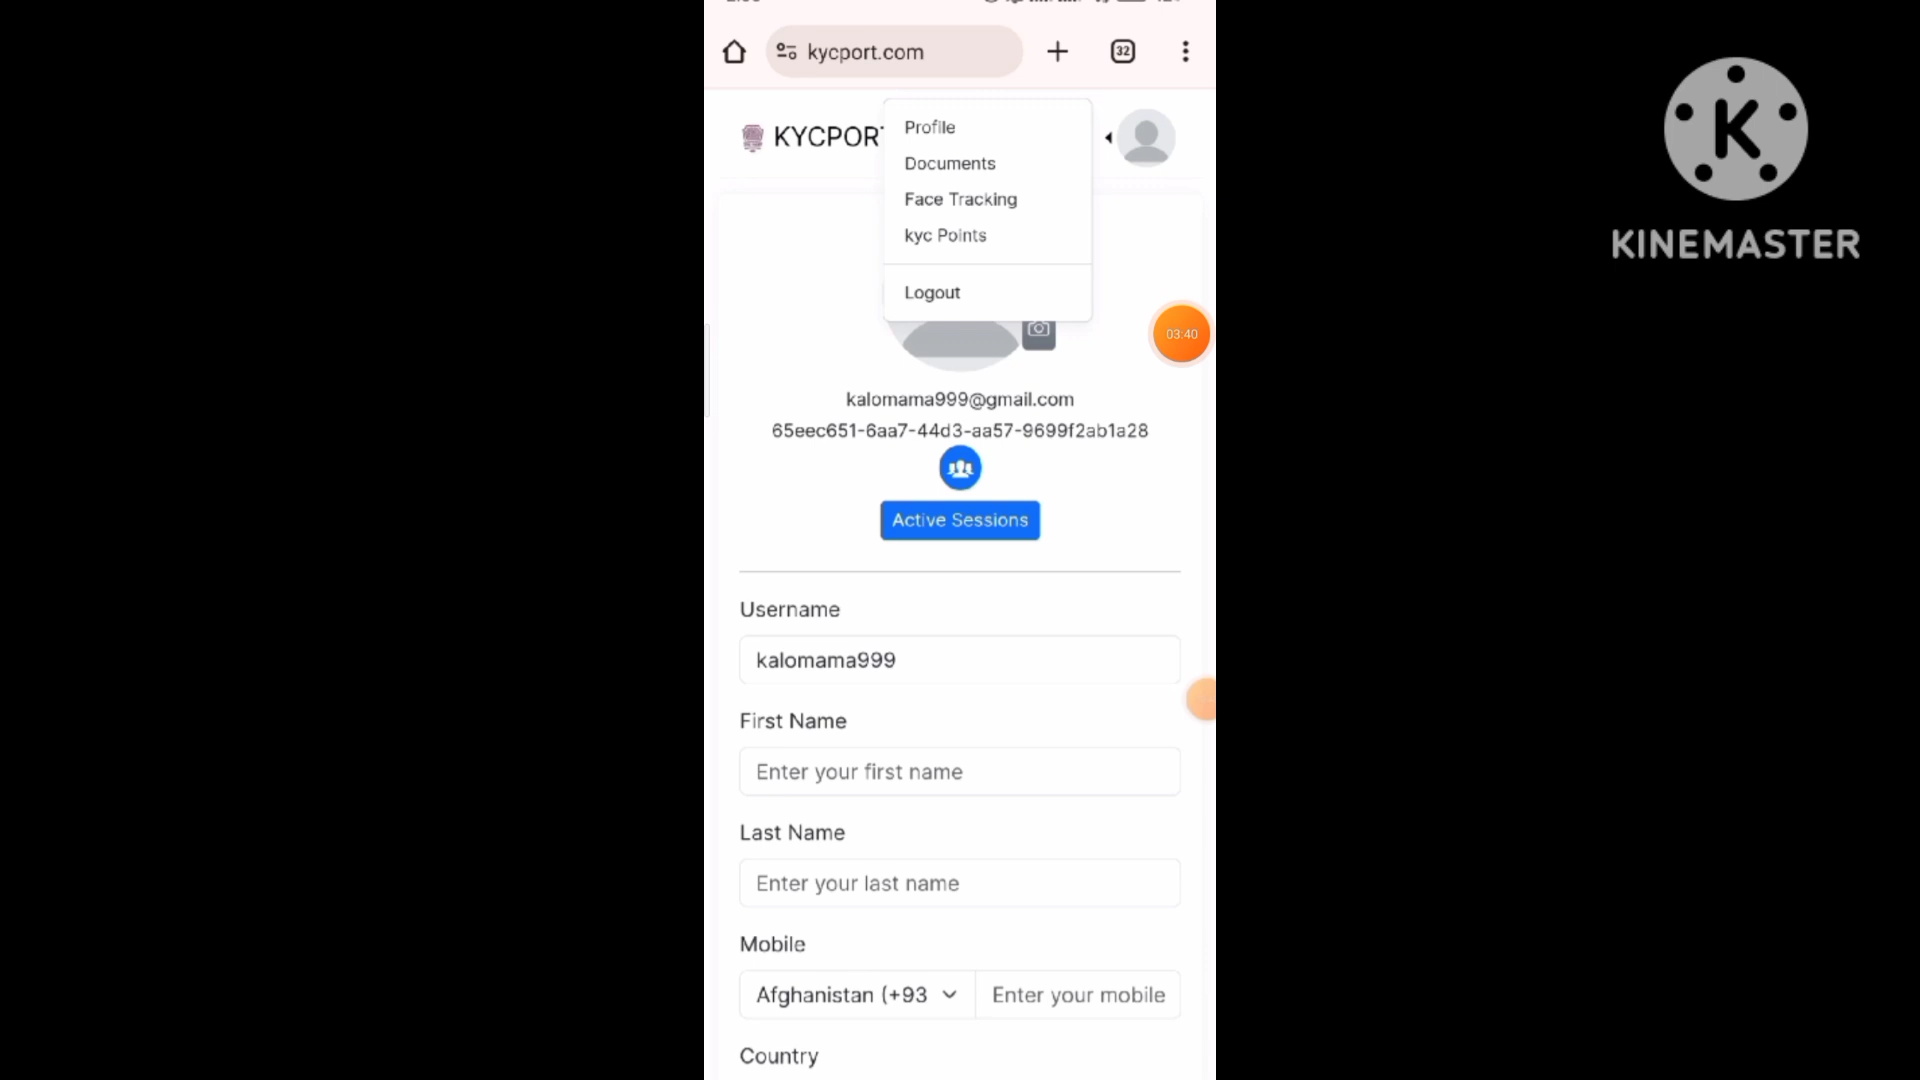 kycport.com
32
KYCPORT
Profile
Documents
Face Tracking
kyc Points
Logout
K
KINEMASTER
03:40
kalomama999@gmail.com
65eec651-6aa7-44d3-aa57-9699f2ab1a28
Active Sessions
Username
kalomama999
First Name
Enter your first name
Last Name
Enter your last name
Mobile
Afghanistan (+93
Enter your mobile
Country